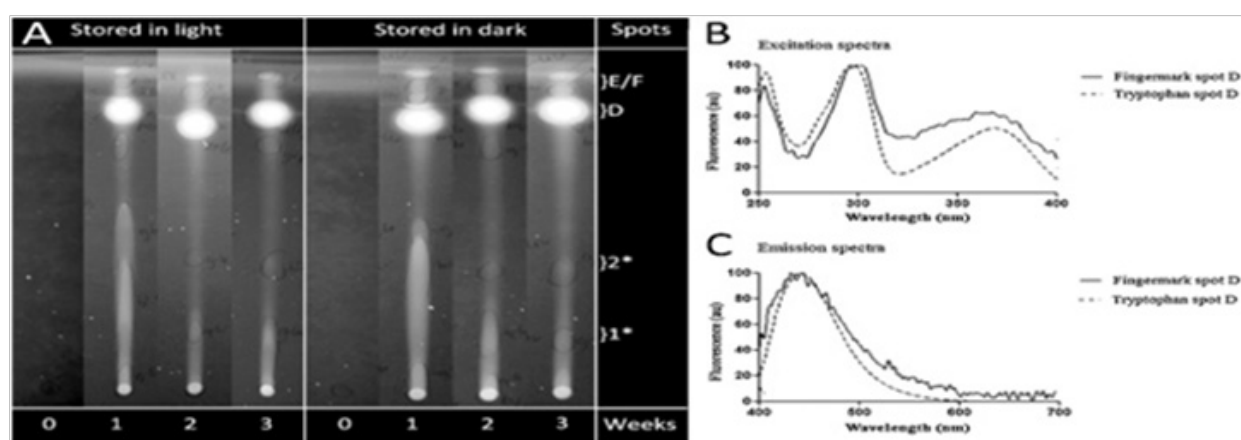 A Stored in light Stored in dark Spots
}E/F
}D
}2*
}1*
0 1 2 3 0 1 2 3 Weeks
B
Excitation spectra
Fluorescence (au)
100
80
60
40
20
0
250 300 350 400
Wavelength (nm)
Fingermark spot D
Tryptophan spot D
C
Emission spectra
Fluorescence (au)
100
80
60
40
20
0
400 500 600 700
Wavelength (nm)
Fingermark spot D
Tryptophan spot D